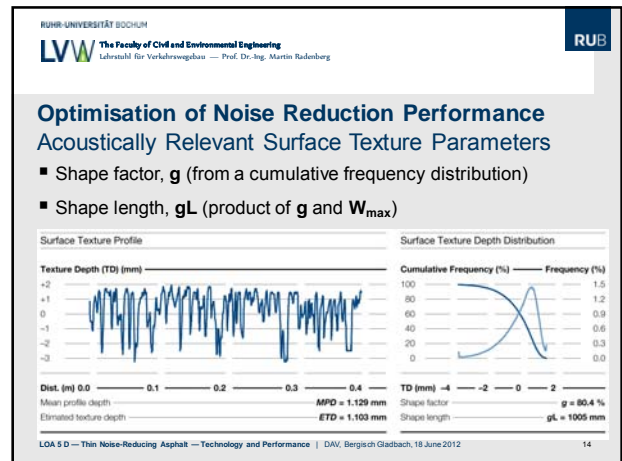 RUHR-UNIVERSITÄT BOCHUM
RUB
LVW The Faculty of Civil and Environmental Engineering
Lehrstuhl für Verkehrswegebau — Prof. Dr.-Ing. Martin Radenberg
Optimisation of Noise Reduction Performance
Acoustically Relevant Surface Texture Parameters
▪ Shape factor, g (from a cumulative frequency distribution)
▪ Shape length, gL (product of g and Wmax)
Surface Texture Profile
Texture Depth (TD) (mm)
+2
+1
0
-1
-2
-3
Dist. (m) 0.0 0.1 0.2 0.3 0.4
Mean profile depth MPD = 1.129 mm
Etimated texture depth ETD = 1.103 mm
Surface Texture Depth Distribution
Cumulative Frequency (%) Frequency (%)
100 1.5
80 1.2
60 0.9
40 0.6
20 0.3
0 0.0
TD (mm) -4 -2 0 2
Shape factor g = 80.4 %
Shape length gL = 1005 mm
LOA 5 D — Thin Noise-Reducing Asphalt — Technology and Performance | DAV, Bergisch Gladbach, 18 June 2012 14